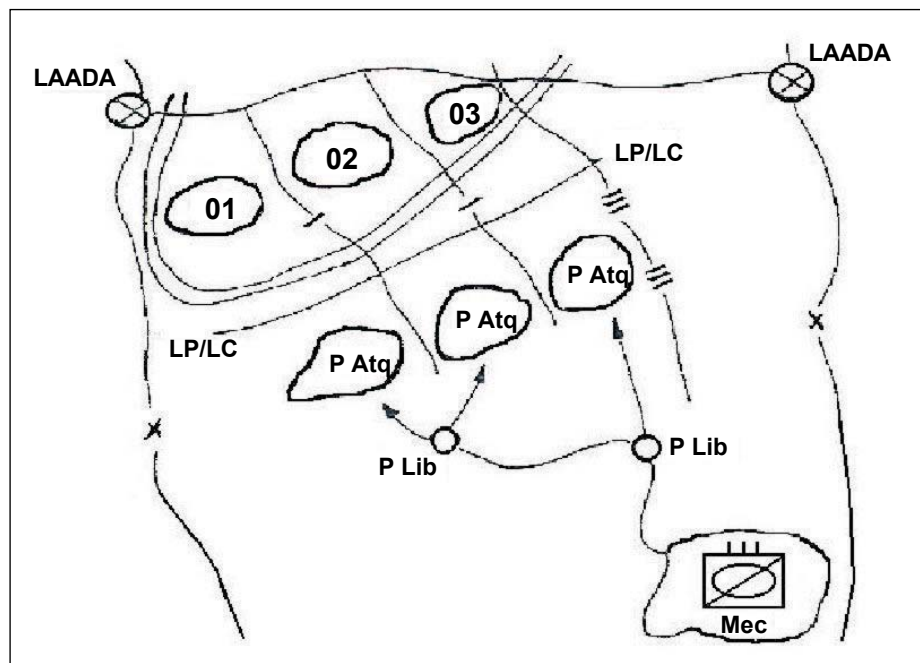 LAADA
LAADA
03
02
01
LP/LC
P Atq
P Atq
P Atq
LP/LC
P Lib
P Lib
Mec